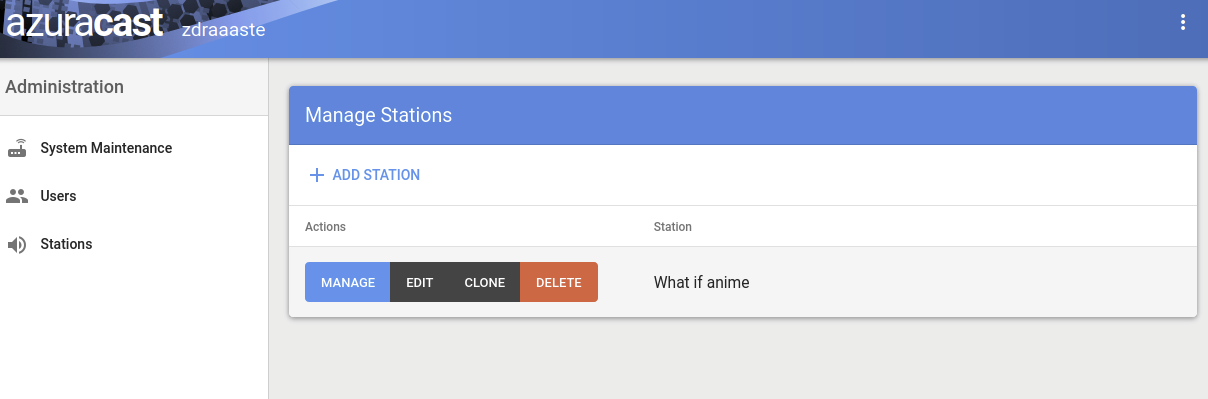 azuracast zdraaaste
Administration
System Maintenance
Users
Stations
Manage Stations
ADD STATION
Actions Station
MANAGE EDIT CLONE DELETE What if anime